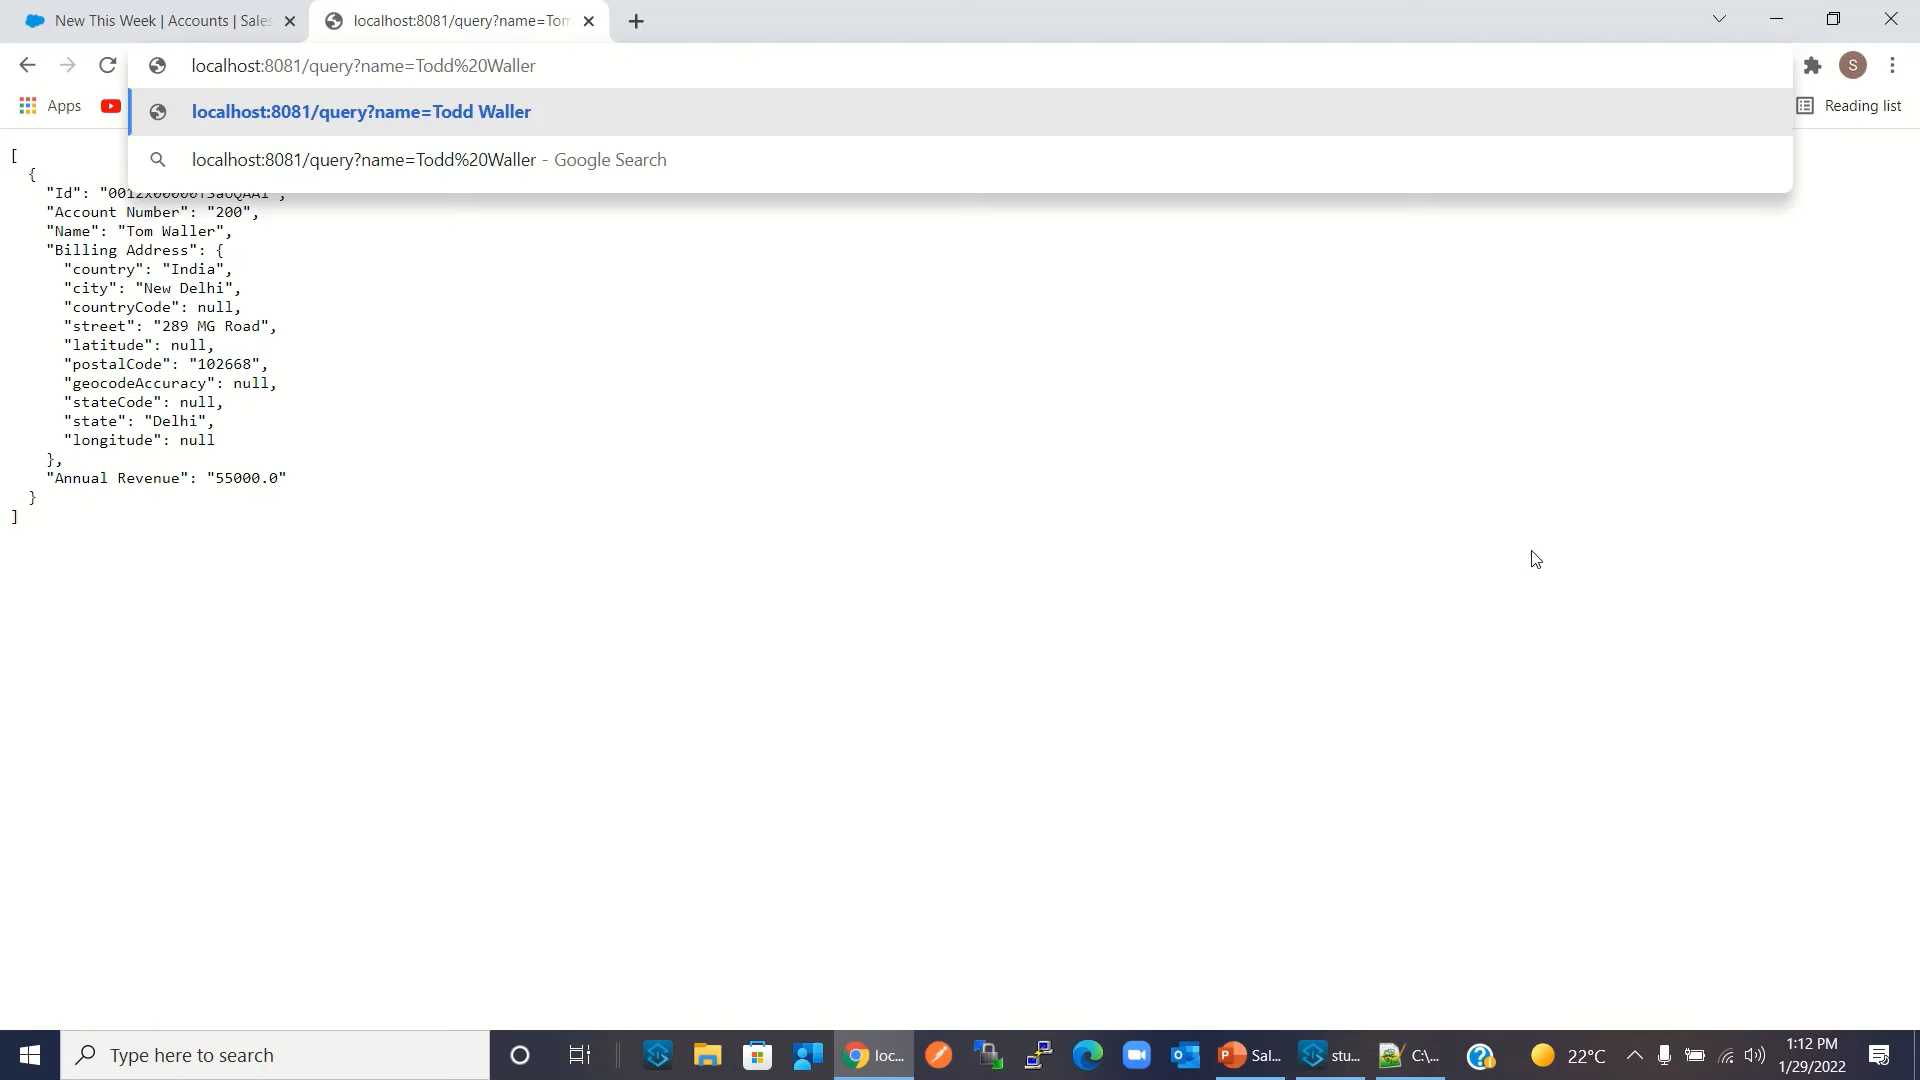 New This Week | Accounts | Sales
localhost:8081/query?name=Tom
localhost:8081/query?name=Todd%20Waller
S
Apps
localhost:8081/query?name=Todd Waller
Reading list
localhost:8081/query?name=Todd%20Waller - Google Search
[
{
"Id":
"Account Number": "200",
"Name": "Tom Waller",
"Billing Address": {
"country": "India",
"city": "New Delhi",
"countryCode": null,
"street": "289 MG Road",
"latitude": null,
"postalCode": "102668",
"geocodeAccuracy": null,
"stateCode": null,
"state": "Delhi",
"longitude": null
},
"Annual Revenue": "55000.0"
}
]
Type here to search
loc...
Sal...
stu...
C:\...
22°C
1:12 PM
1/29/2022